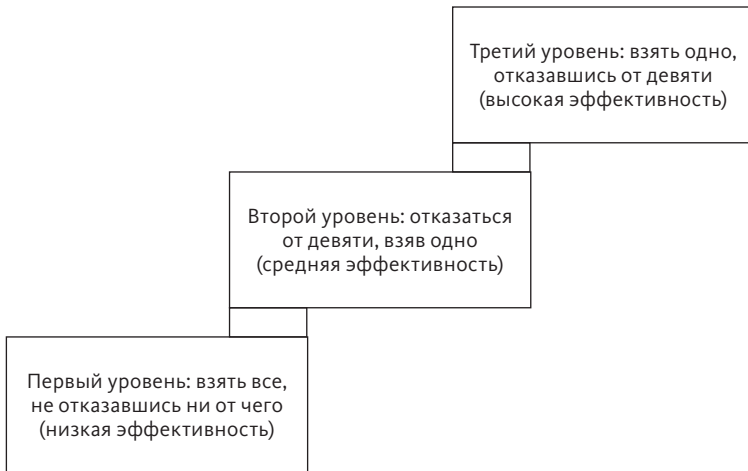 Третий уровень: взять одно,
отказавшись от девяти
(высокая эффективность)
Второй уровень: отказаться
от девяти, взяв одно
(средняя эффективность)
Первый уровень: взять все,
не отказавшись ни от чего
(низкая эффективность)